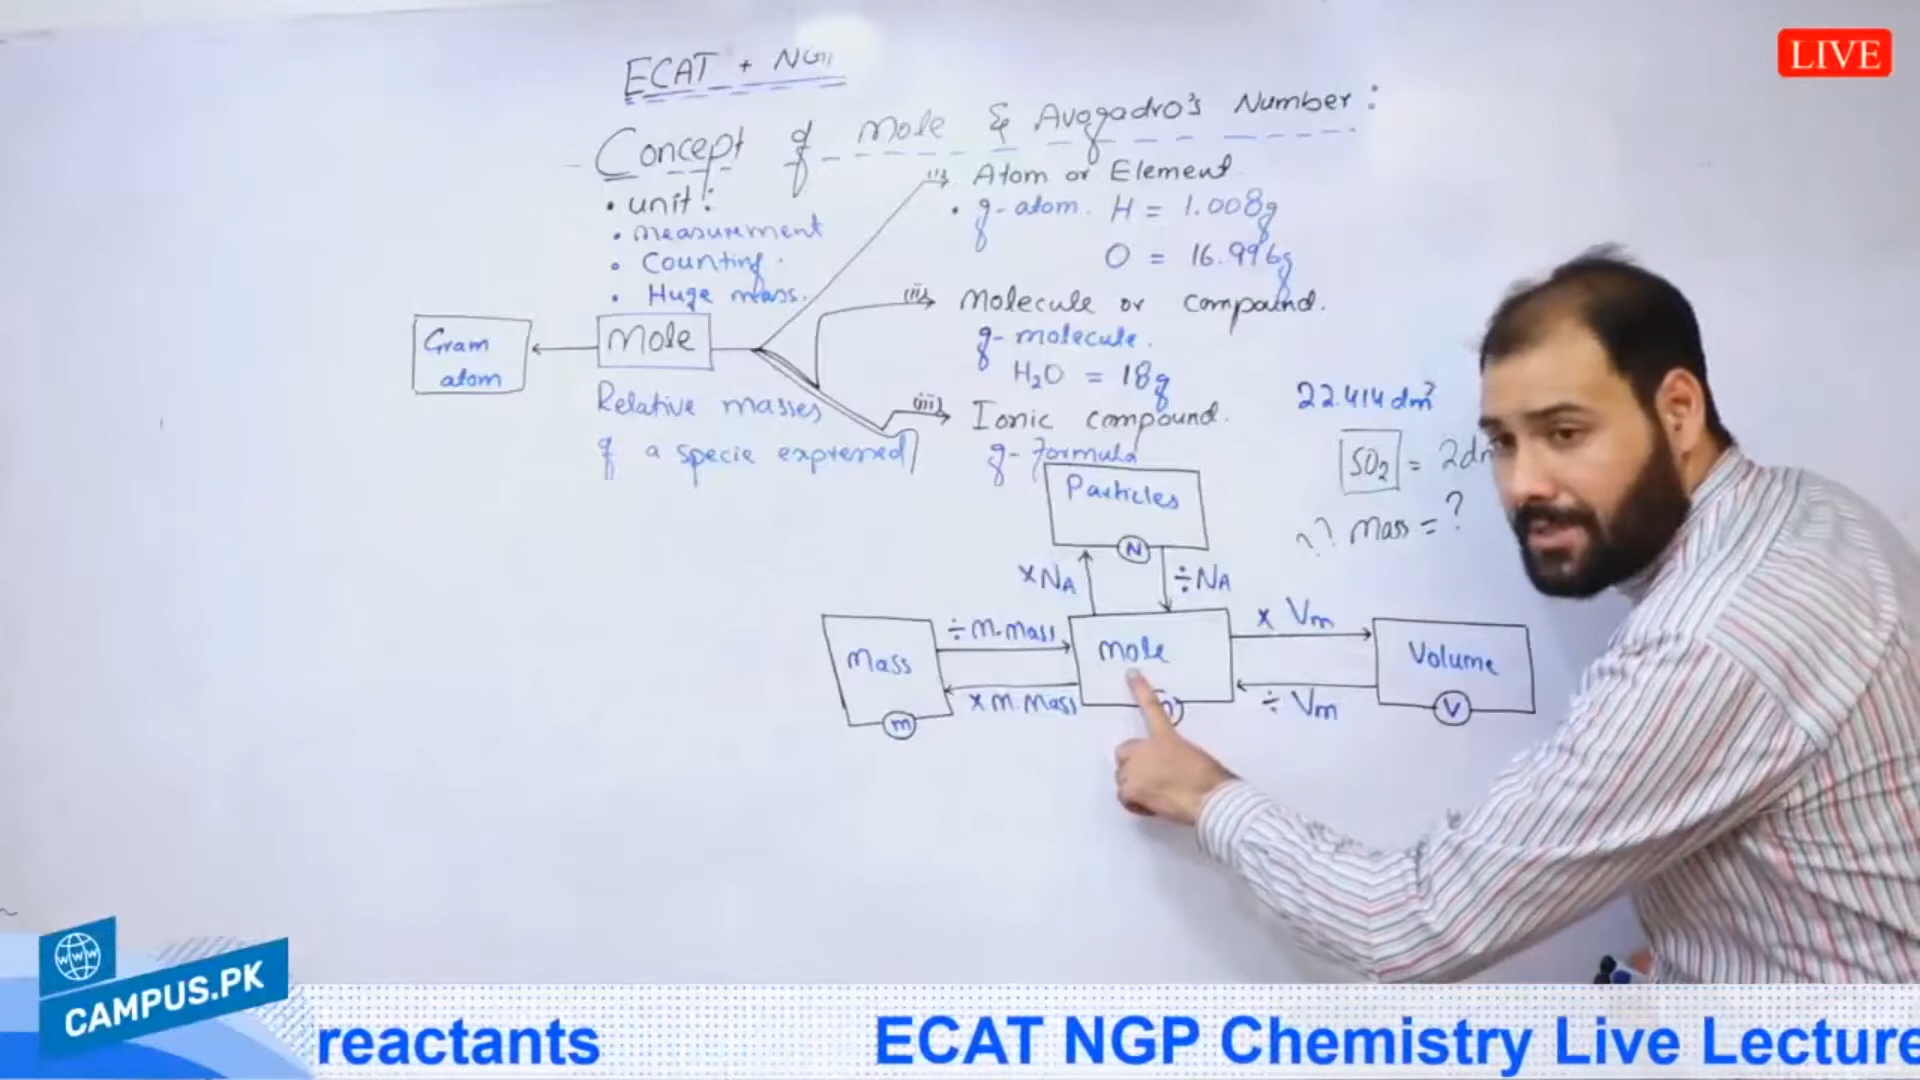 LIVE
ECAT + NGP
Concept of Mole & Avogadro's Number:
• unit:
• measurement
• Counting.
• Huge mass.
Gram
atom
Mole
Relative masses
of a specie expressed
(i) Atom or Element
• g-atom. H = 1.008g
O = 16.996g
(ii) Molecule or compound.
g-molecule.
H₂O = 18g
(iii) Ionic compound.
g-formula
22.414 dm³
SO₂ = 2d
?? Mass = ?
Particles
N
×NA
÷NA
Mass
m
÷ M.Mass
× M.Mass
Mole
× Vm
÷ Vm
Volume
V
WWW
CAMPUS.PK
reactants
ECAT NGP Chemistry Live Lecture